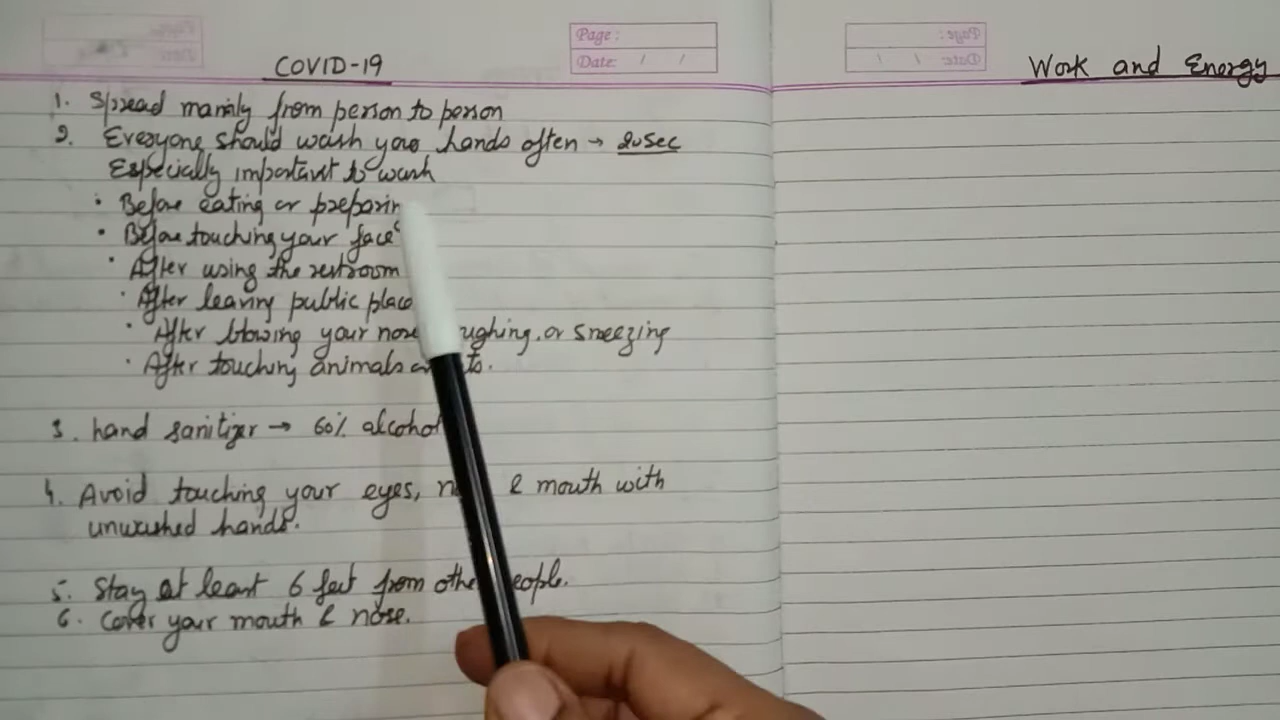 COVID-19
Page:
Date: / /
Work and Energy
1. Spread mainly from person to person
2. Everyone should wash your hands often → 20sec
Especially important to wash
• Before eating or preparin
• Before touching your face
• After using the restroom
• After leaving public place
• After blowing your nose ughing, or sneezing
• After touching animals
3. hand sanitizer → 60% alcohol
4. Avoid touching your eyes, & mouth with
unwashed hands.
5. Stay at least 6 feet from othe eople.
6. Cover your mouth & nose.